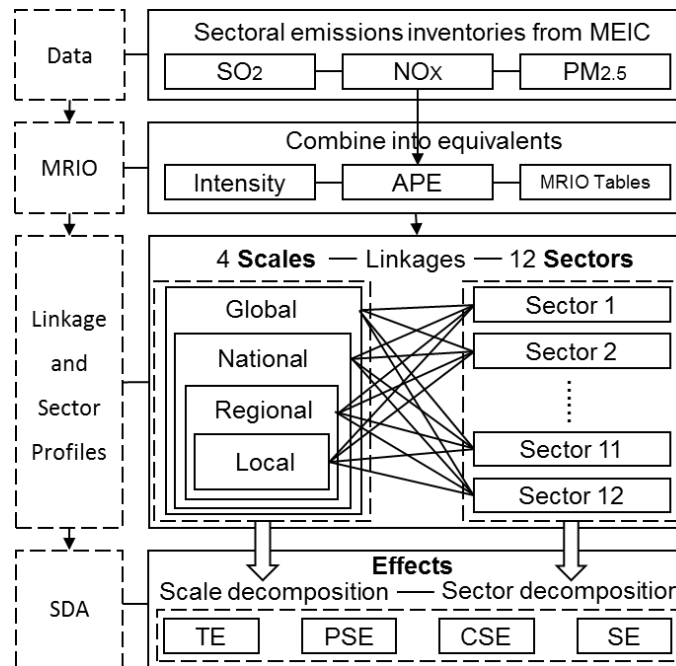 Data
Sectoral emissions inventories from MEIC
SO2
NOX
PM2.5
MRIO
Combine into equivalents
Intensity
APE
MRIO Tables
Linkage
and
Sector
Profiles
4 Scales — Linkages — 12 Sectors
Global
National
Regional
Local
Sector 1
Sector 2
Sector 11
Sector 12
SDA
Effects
Scale decomposition — Sector decomposition
TE
PSE
CSE
SE